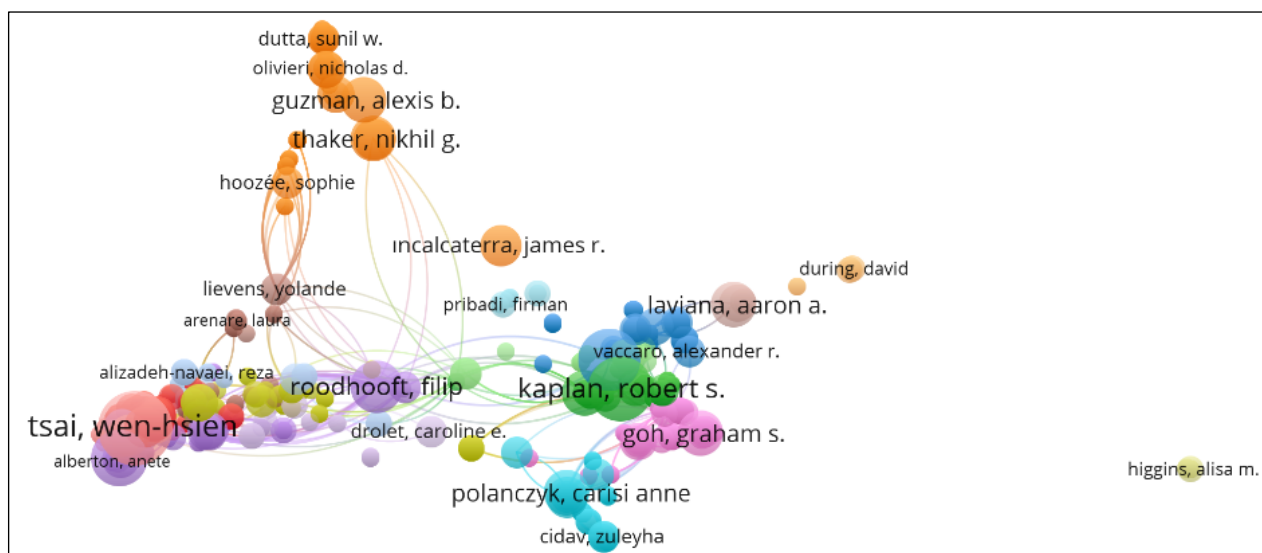 dutta, sunil w.
olivieri, nicholas d.
guzman, alexis b.
thaker, nikhil g.
hoozée, sophie
incalcaterra, james r.
during, david
lievens, yolande
pribadi, firman
laviana, aaron a.
arenare, laura
vaccaro, alexander r.
alizadeh-navaei, reza
roodhooft, filip
kaplan, robert s.
tsai, wen-hsien
drolet, caroline e.
goh, graham s.
alberton, anete
higgins, alisa m.
polanczyk, carisi anne
cidav, zuleyha